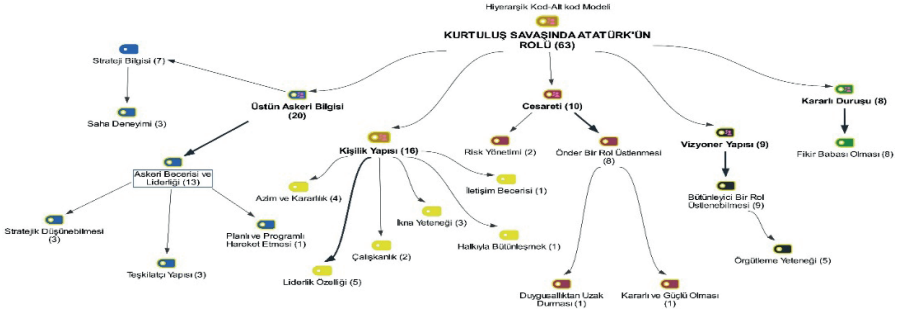 Hiyerarşik Kod-Alt kod Modeli
KURTULUŞ SAVAŞINDA ATATÜRK'ÜN
ROLÜ (63)
Strateji Bilgisi (7)
Saha Deneyimi (3)
Üstün Askeri Bilgisi
(20)
Askeri Becerisi ve
Liderliği (13)
Stratejik Düşünebilmesi
(3)
Teşkilatçı Yapısı (3)
Planlı ve Programlı
Hareket Etmesi (1)
Kişilik Yapısı (16)
Azim ve Kararlılık (4)
Liderlik Özelliği (5)
Çalışkanlık (2)
İkna Yeteneği (3)
Halkıyla Bütünleşmek (1)
İletişim Becerisi (1)
Cesareti (10)
Risk Yönetimi (2)
Önder Bir Rol Üstlenmesi
(8)
Duygusallıktan Uzak
Durması (1)
Kararlı ve Güçlü Olması
(1)
Vizyoner Yapısı (9)
Bütünleyici Bir Rol
Üstlenebilmesi (9)
Örgütleme Yeteneği (5)
Kararlı Duruşu (8)
Fikir Babası Olması (8)